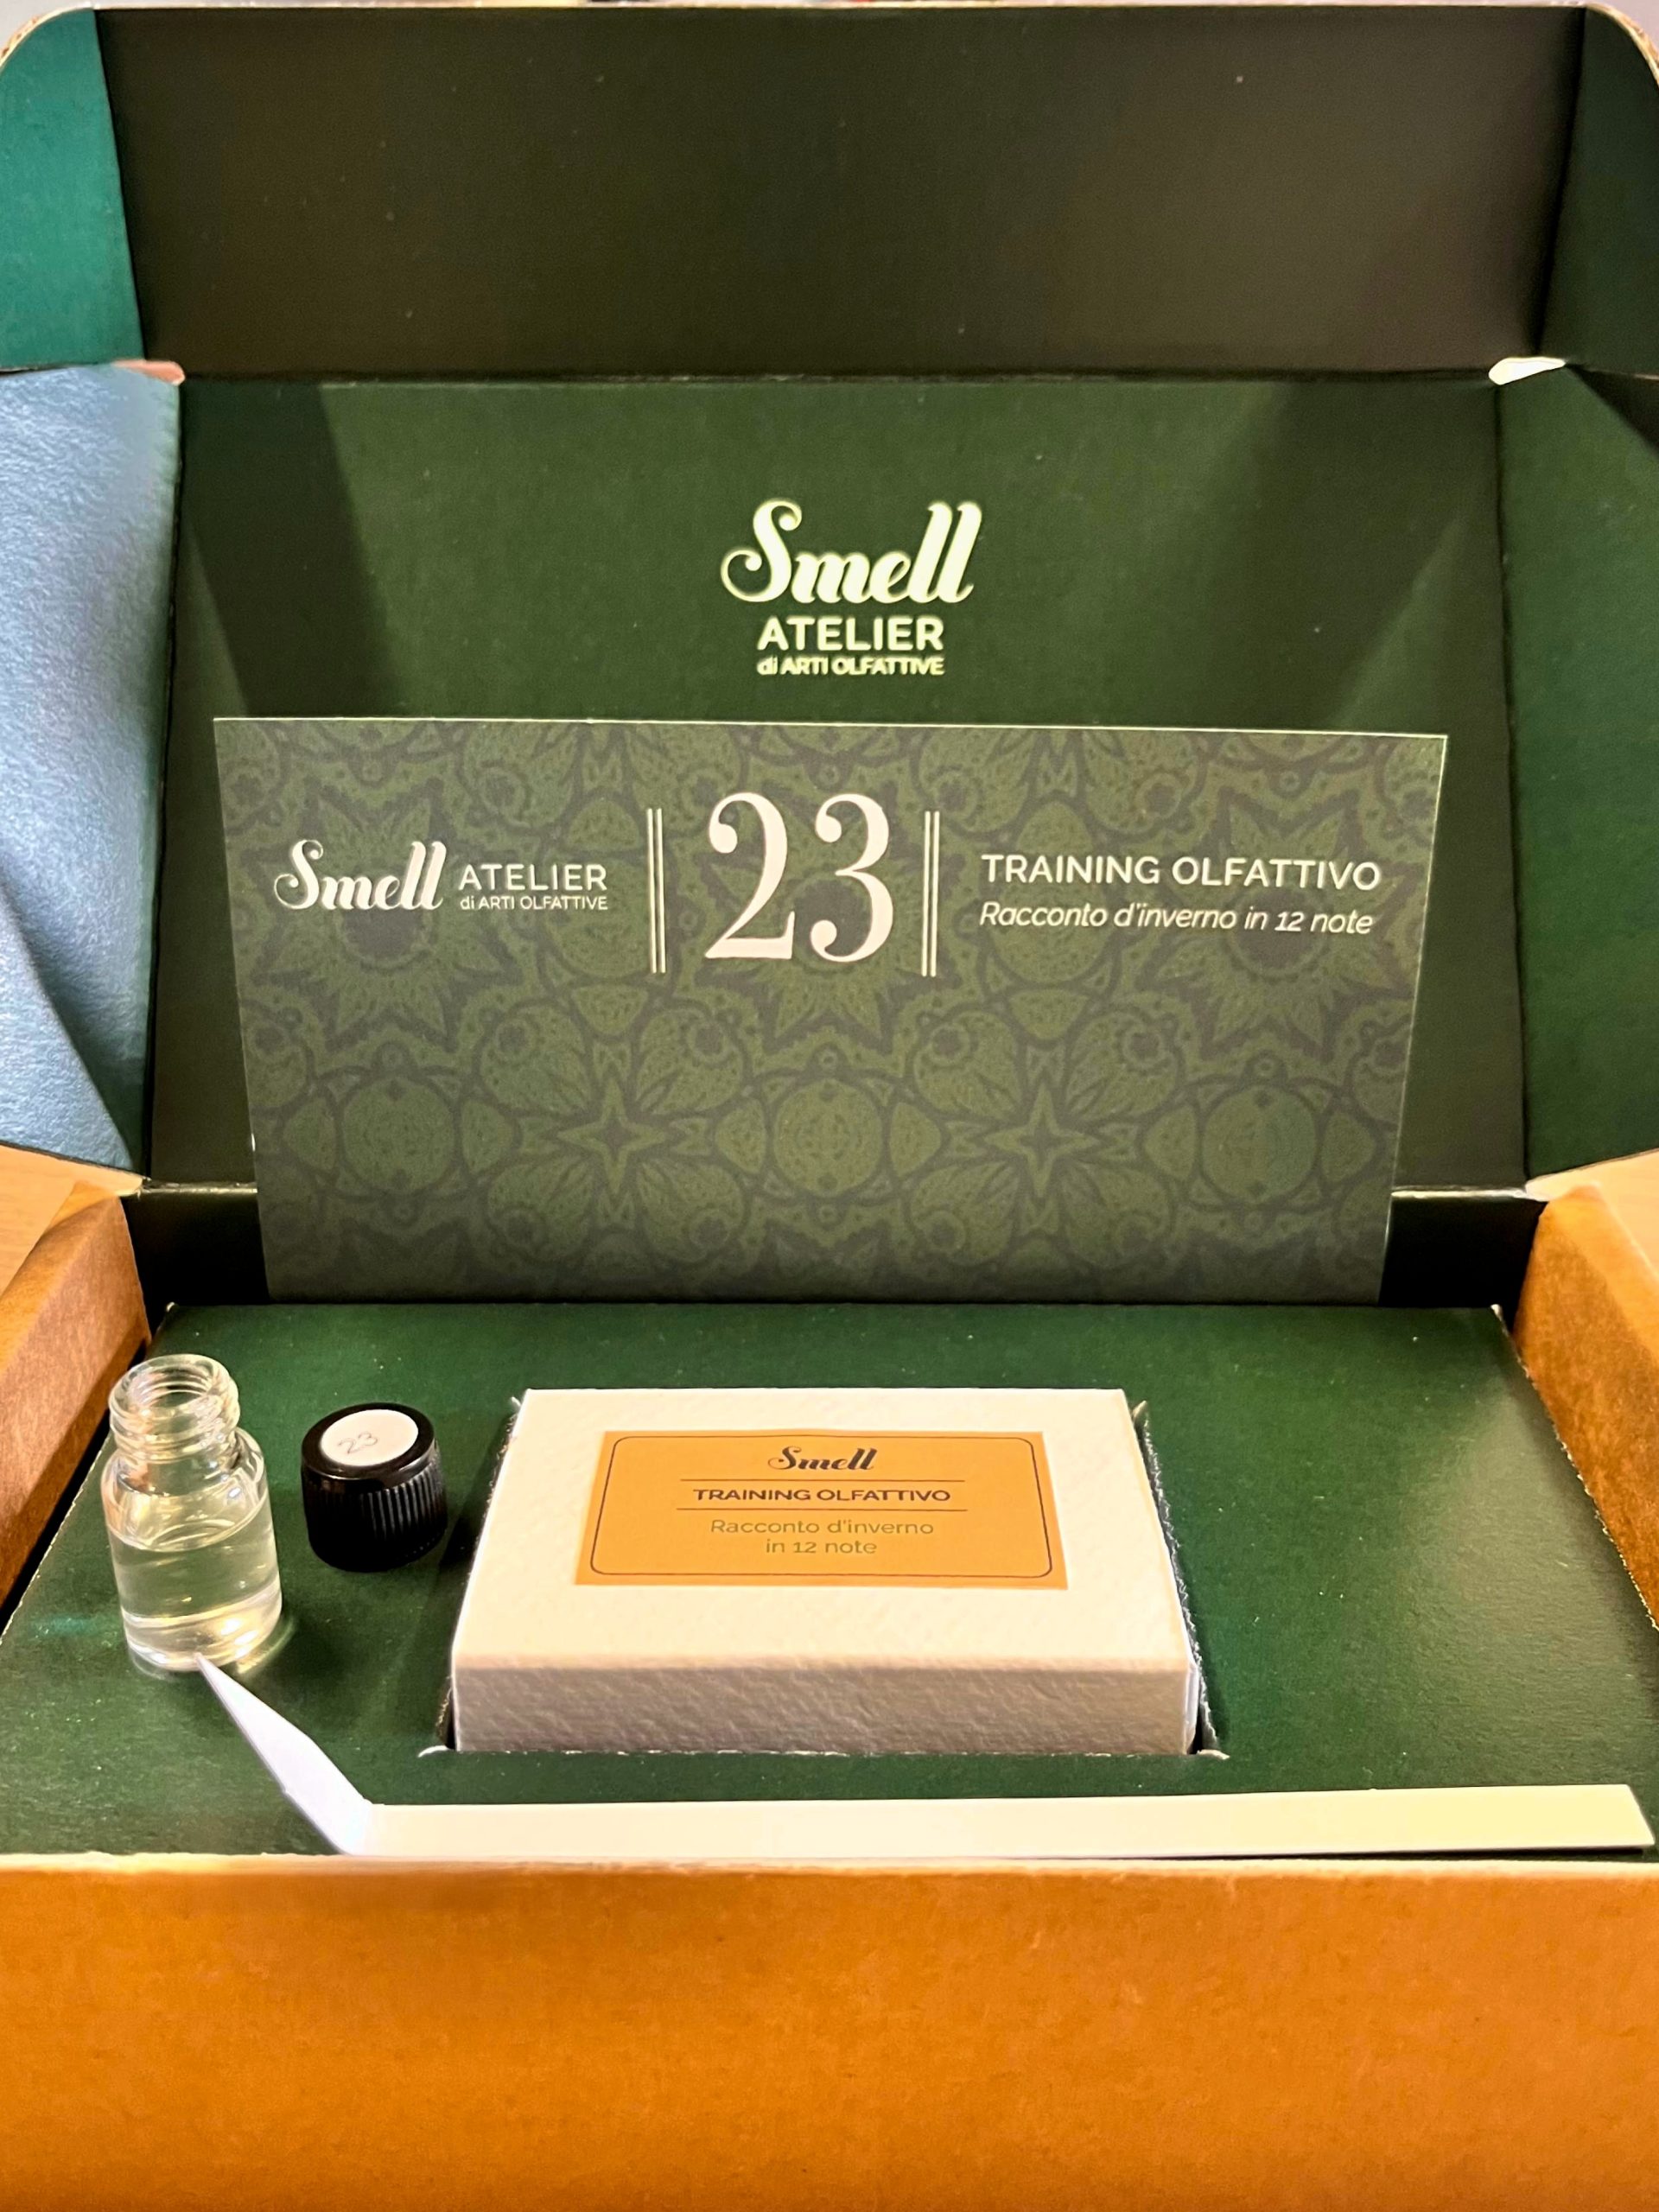 Smell
ATELIER
di ARTI OLFATTIVE
Smell ATELIER
di ARTI OLFATTIVE
23
TRAINING OLFATTIVO
Racconto d'inverno in 12 note
23
Smell
TRAINING OLFATTIVO
Racconto d'inverno
in 12 note